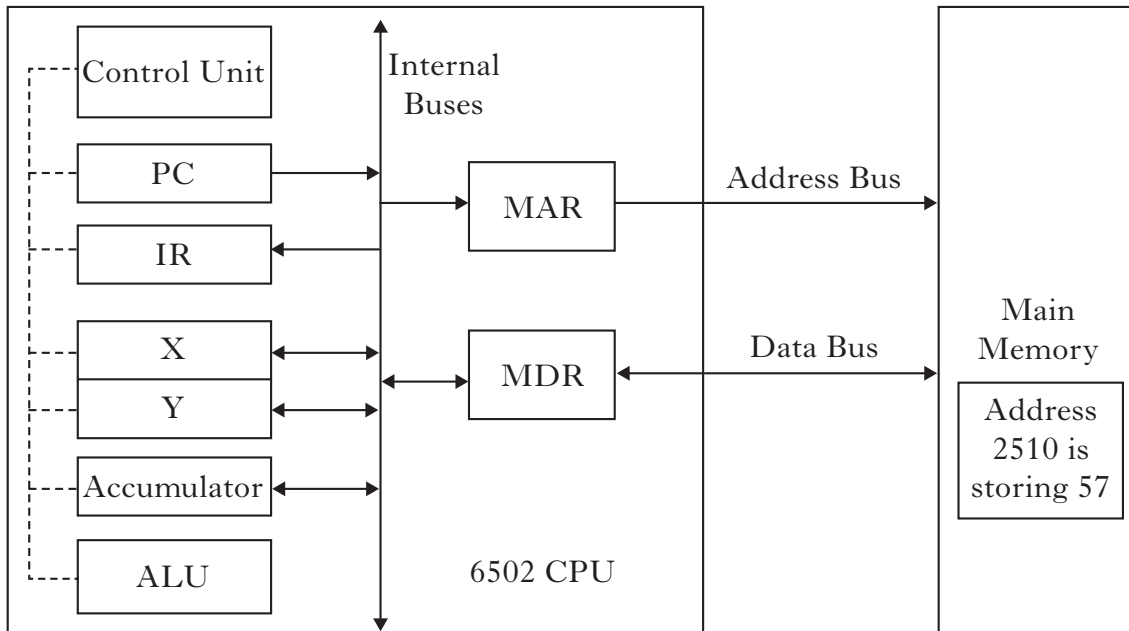 Control Unit
Internal
Buses
PC
MAR
Address Bus
IR
X
MDR
Data Bus
Y
Main
Memory
Address
2510 is
storing 57
Accumulator
ALU
6502 CPU